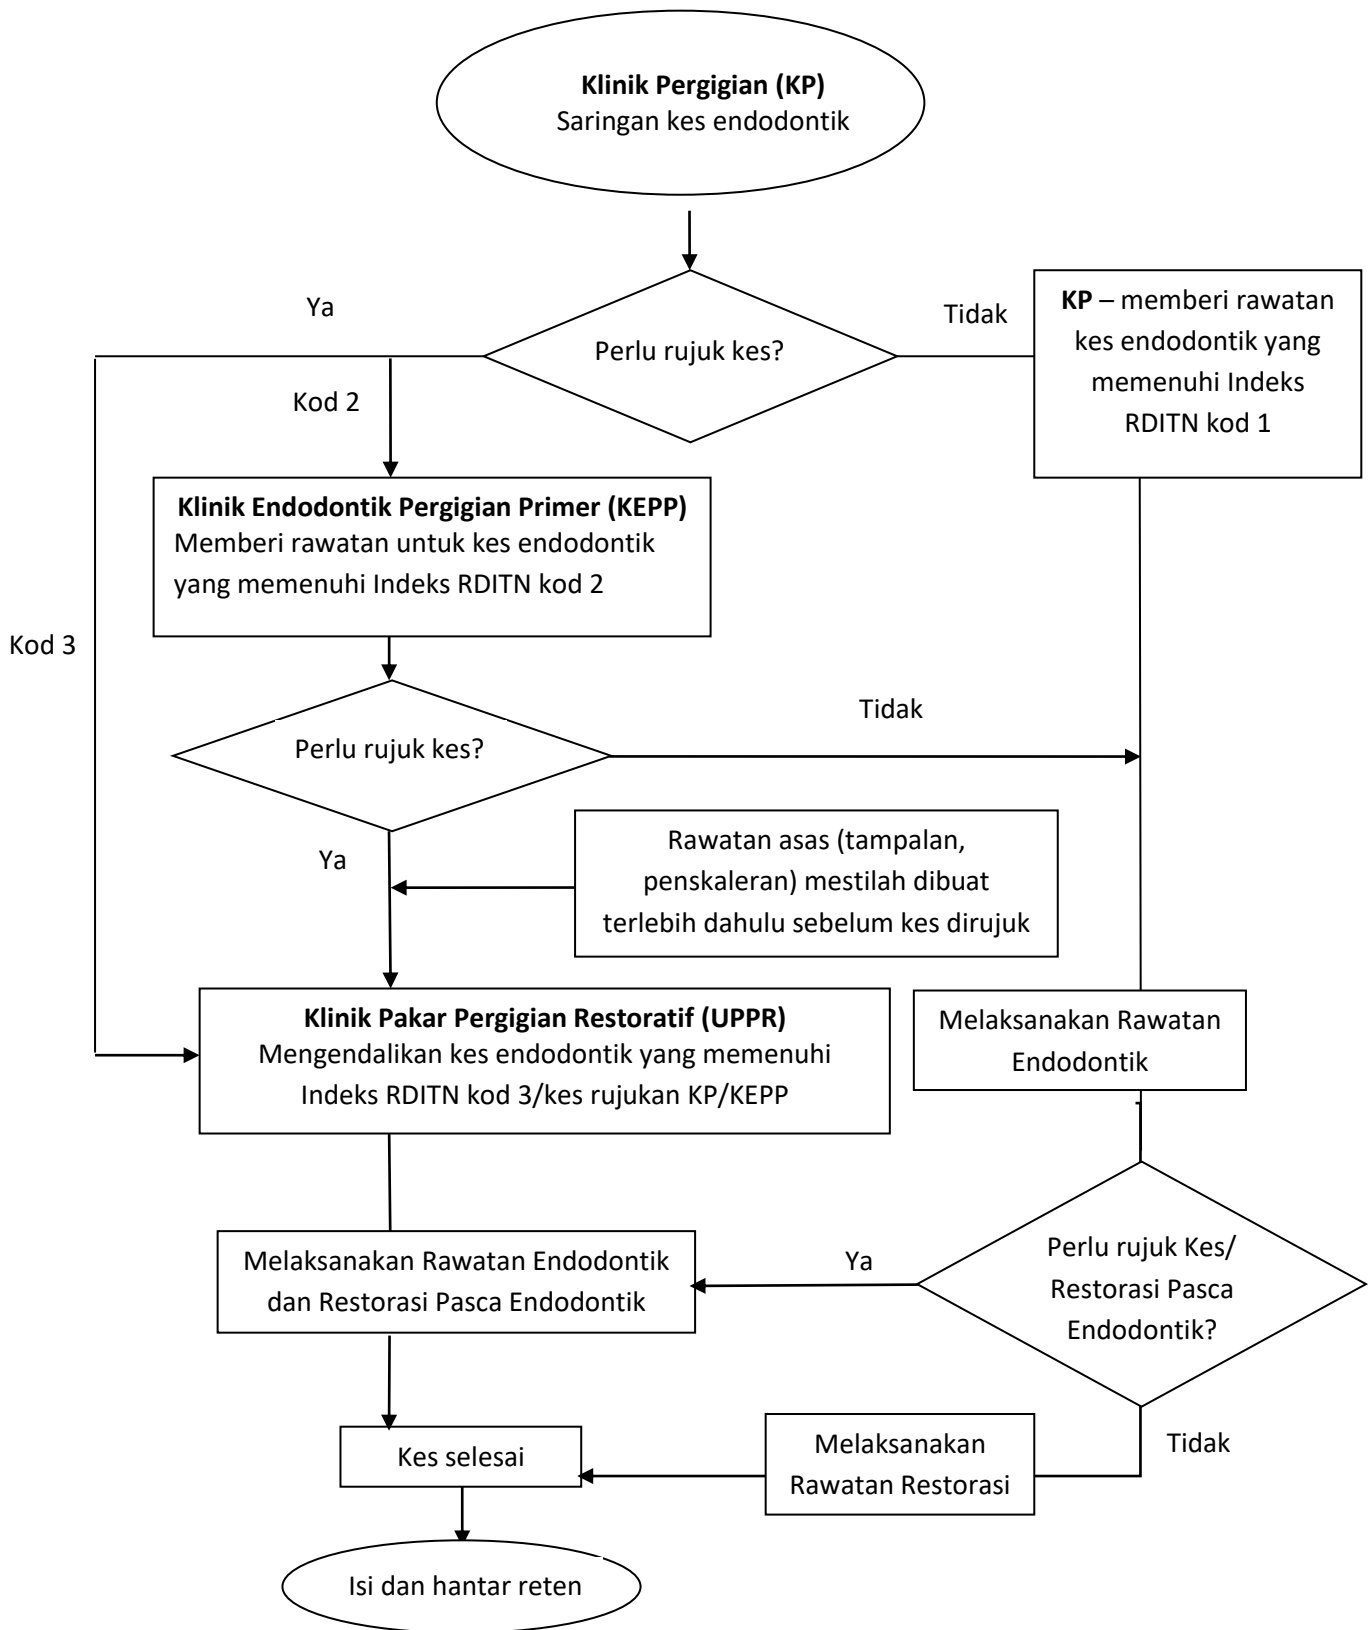 Klinik Pergigian (KP)
Saringan kes endodontik
Ya
Perlu rujuk kes?
Tidak
KP – memberi rawatan
kes endodontik yang
memenuhi Indeks
RDITN kod 1
Kod 2
Klinik Endodontik Pergigian Primer (KEPP)
Memberi rawatan untuk kes endodontik
yang memenuhi Indeks RDITN kod 2
Kod 3
Perlu rujuk kes?
Tidak
Ya
Rawatan asas (tampalan,
penskaleran) mestilah dibuat
terlebih dahulu sebelum kes dirujuk
Klinik Pakar Pergigian Restoratif (UPPR)
Mengendalikan kes endodontik yang memenuhi
Indeks RDITN kod 3/kes rujukan KP/KEPP
Melaksanakan Rawatan
Endodontik
Melaksanakan Rawatan Endodontik
dan Restorasi Pasca Endodontik
Ya
Perlu rujuk Kes/
Restorasi Pasca
Endodontik?
Tidak
Melaksanakan
Rawatan Restorasi
Kes selesai
Isi dan hantar reten